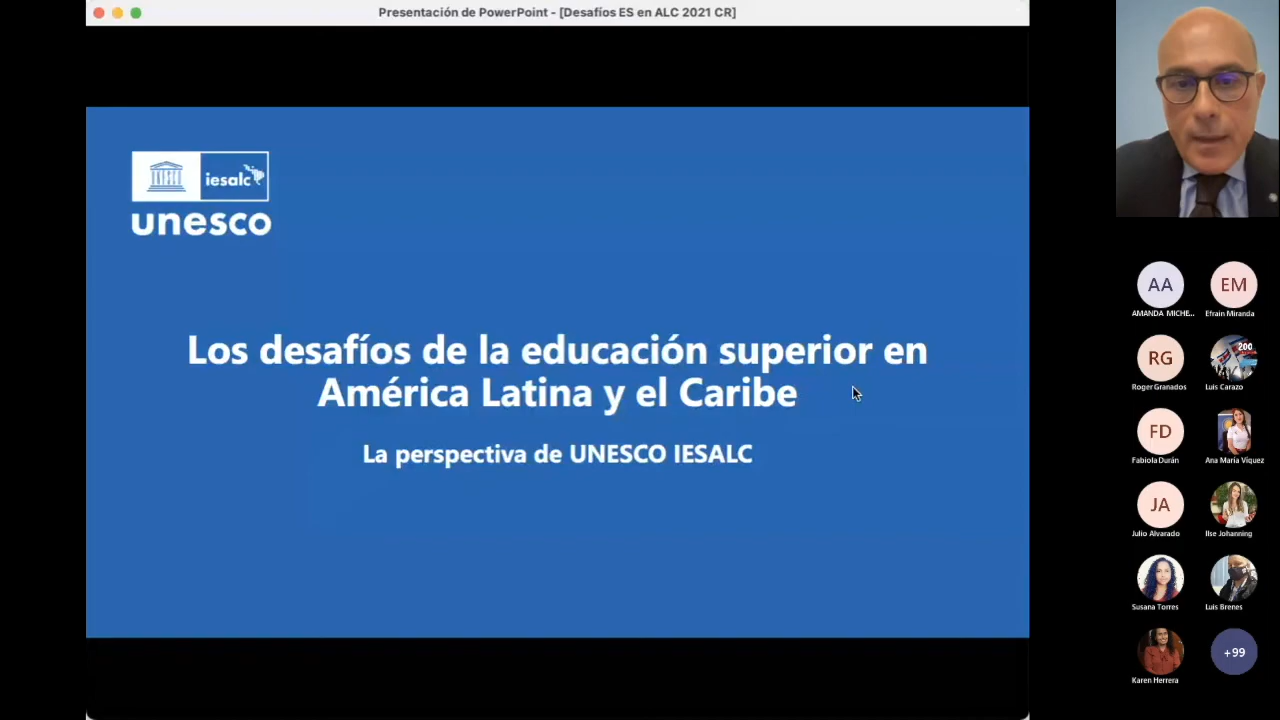 Presentación de PowerPoint - [Desafíos ES en ALC 2021 CR]
iesalc
unesco
Los desafíos de la educación superior en
América Latina y el Caribe
La perspectiva de UNESCO IESALC
AA
EM
AMANDA MICHE...
Efrain Miranda
RG
200
Roger Granados
Luis Carazo
FD
Fabiola Durán
Ana María Víquez
JA
Julio Alvarado
Ilse Johanning
Susana Torres
Luis Brenes
+99
Karen Herrera